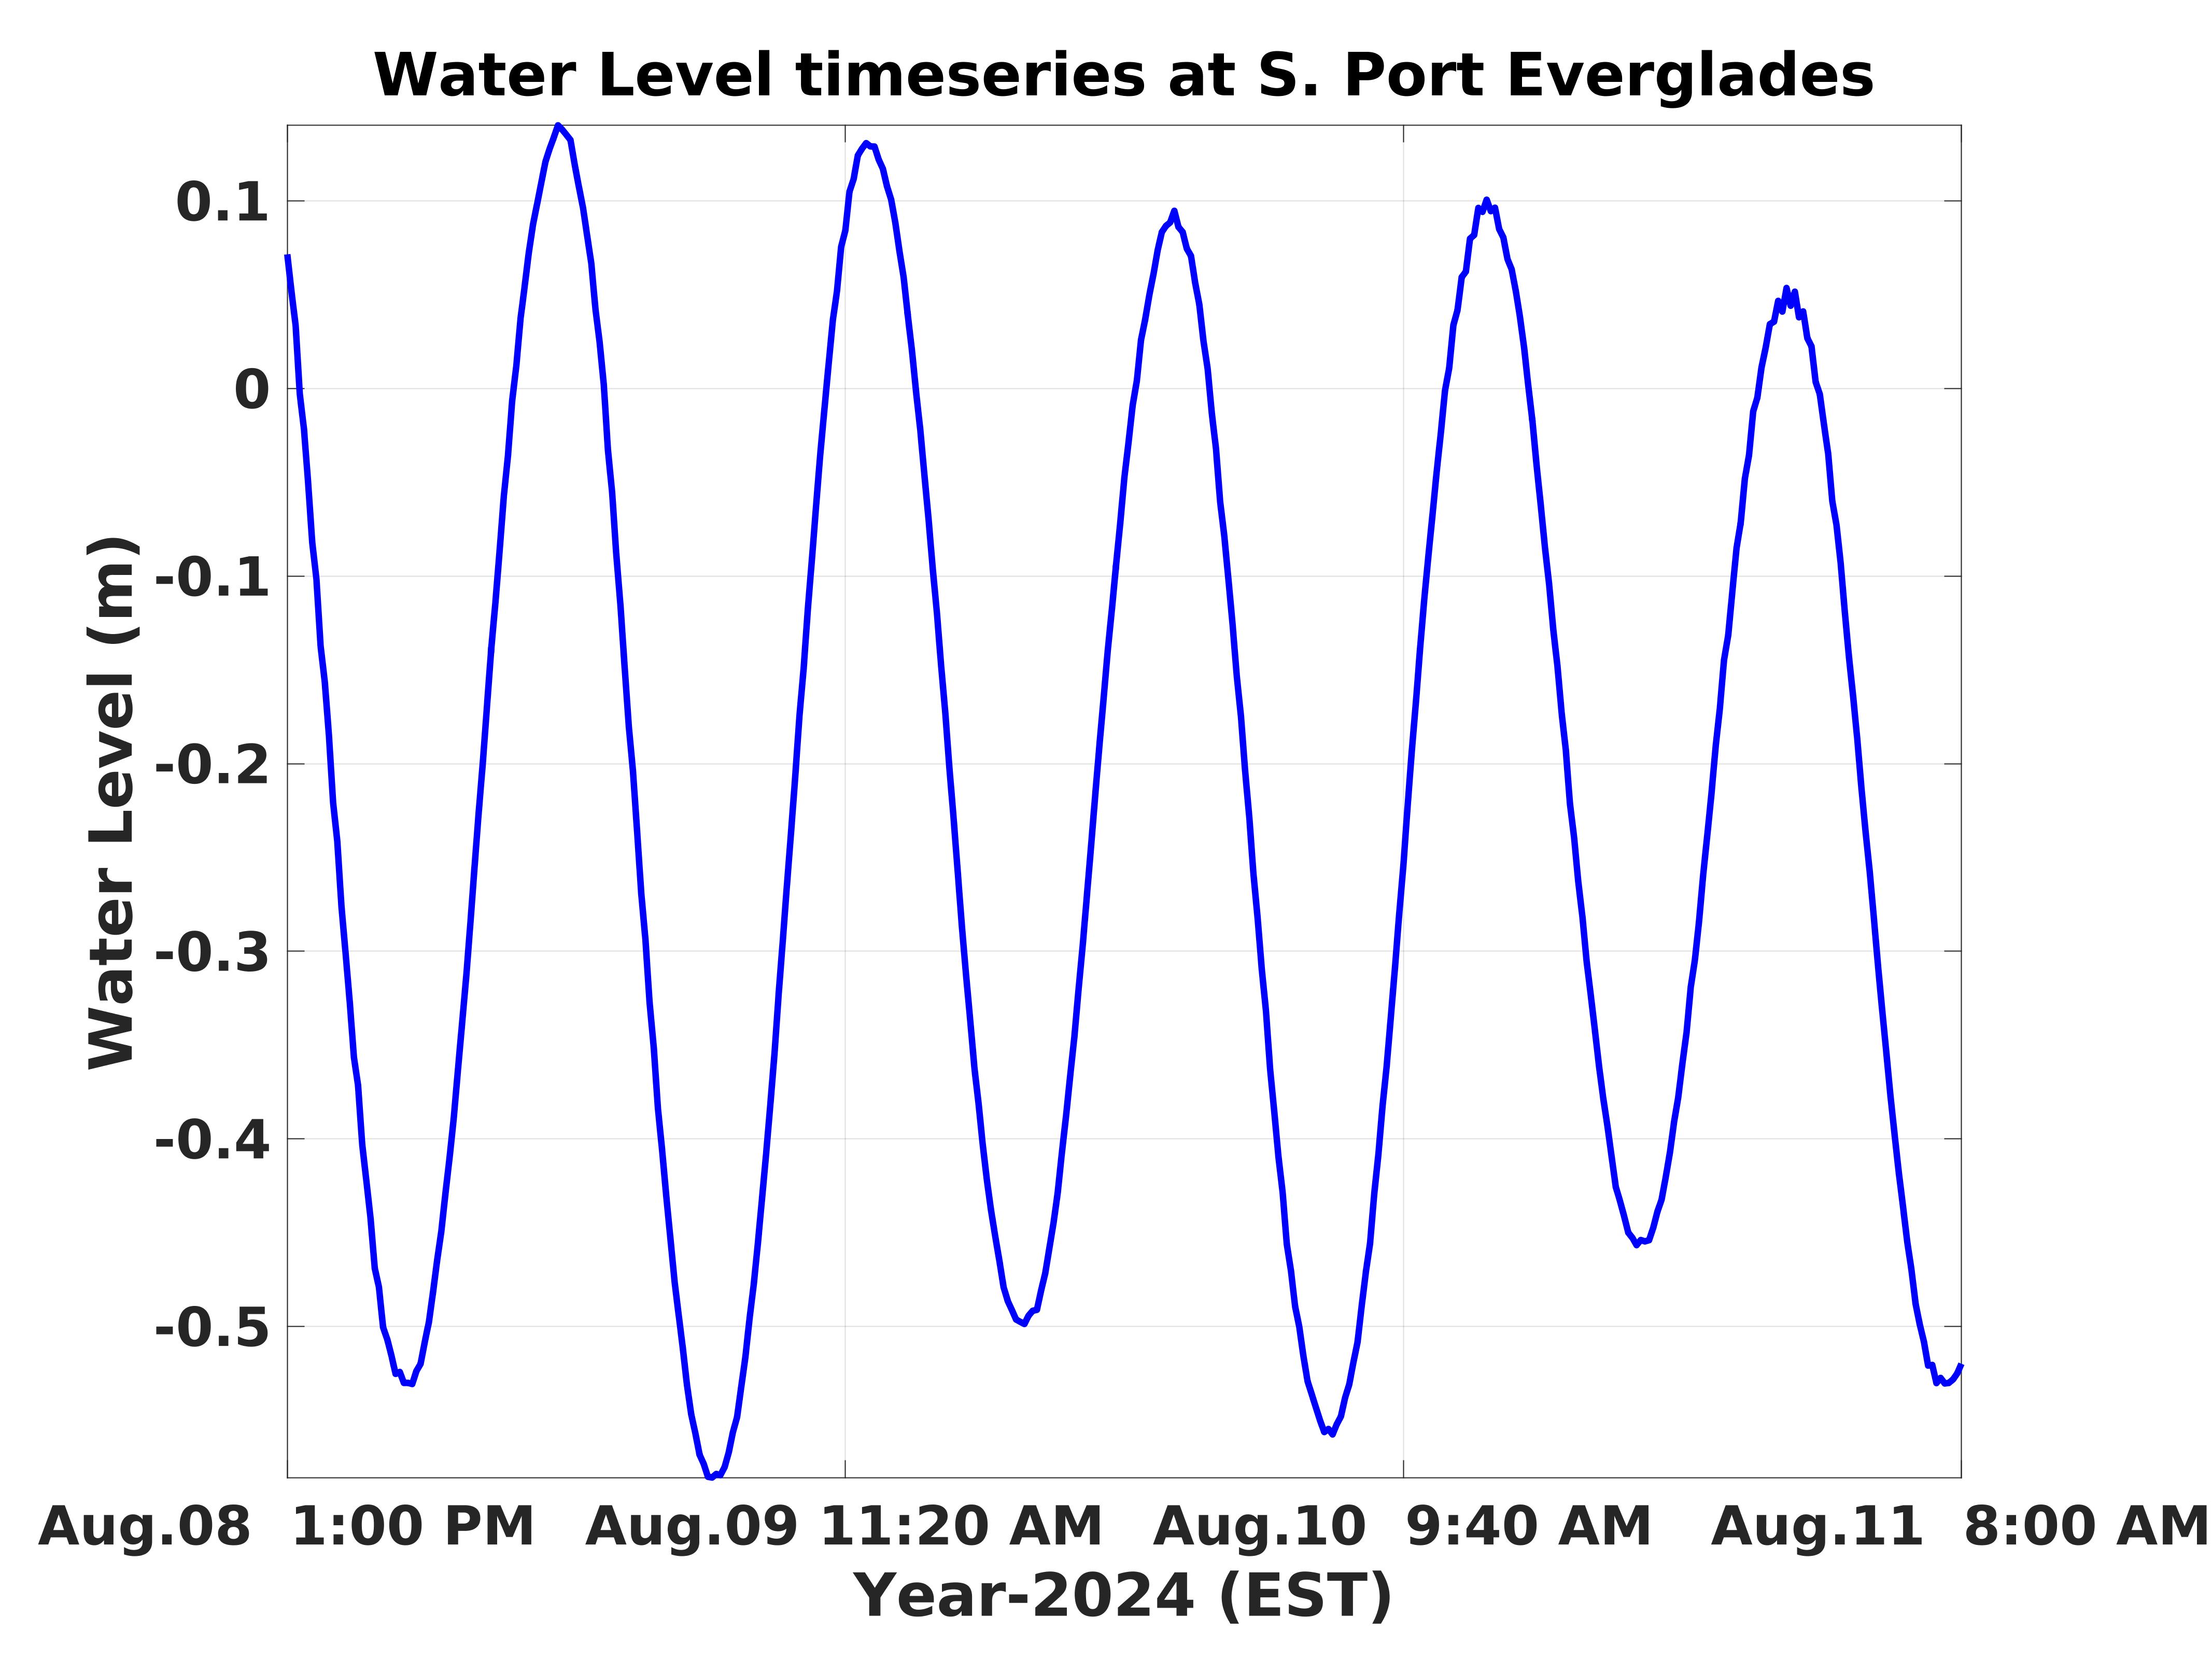 Water Level timeseries at S. Port Everglades
0.1
0
-0.1
-0.2
-0.3
-0.4
-0.5
Water Level (m)
Aug.08 1:00 PM Aug.09 11:20 AM Aug.10 9:40 AM Aug.11 8:00 AM
Year-2024 (EST)